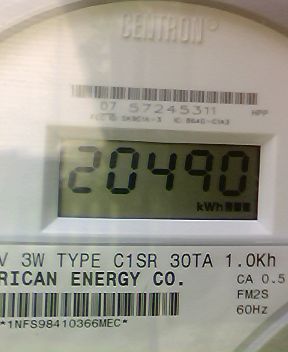 CENTRON®
07 57245311 HPP
20490
kWh
V 3W TYPE C1SR 30TA 1.0Kh
RICAN ENERGY CO. CA 0.5
FM2S
60Hz
*1NFS98410366MEC*